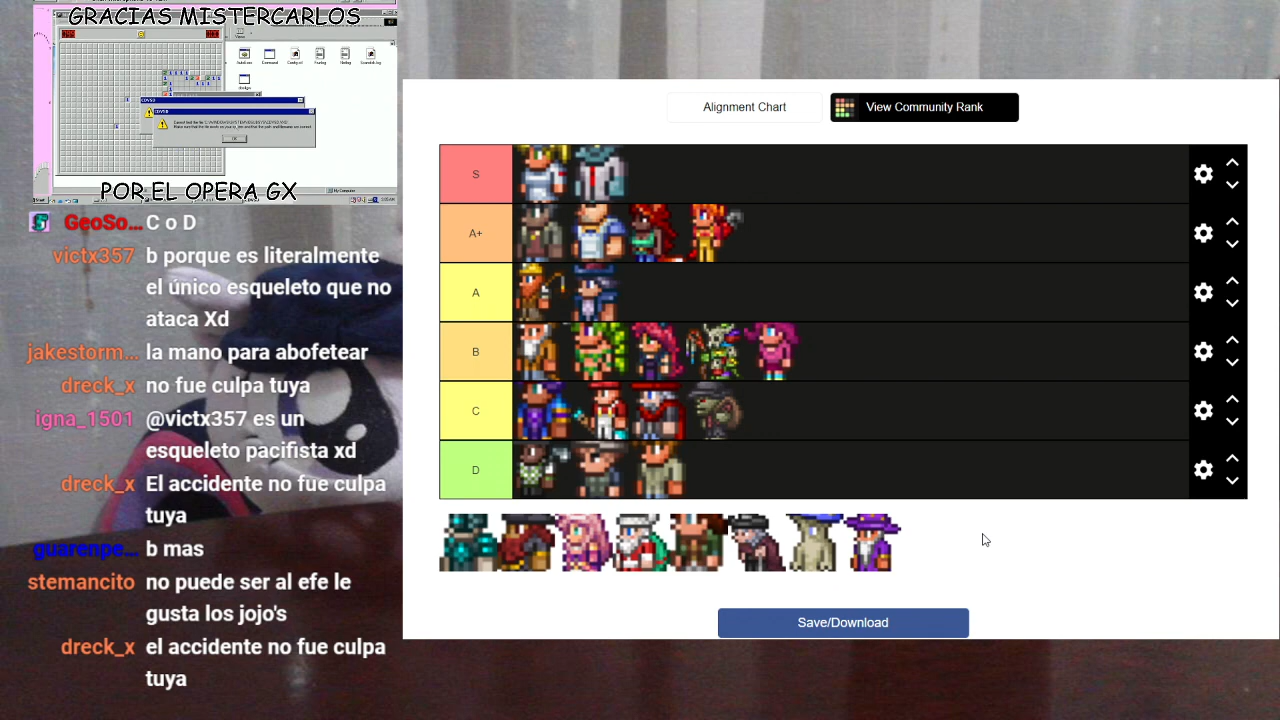 GRACIAS MISTERCARLOS
POR EL OPERA GX
GeoSo... C o D
victx357 b porque es literalmente
el único esqueleto que no
ataca Xd
jakestorm... la mano para abofetear
dreck_x no fue culpa tuya
igna_1501 @victx357 es un
esqueleto pacifista xd
dreck_x El accidente no fue culpa
tuya
guarenpe... b mas
stemancito no puede ser al efe le
gusta los jojo's
dreck_x el accidente no fue culpa
tuya
Alignment Chart
View Community Rank
S
A+
A
B
C
D
Save/Download